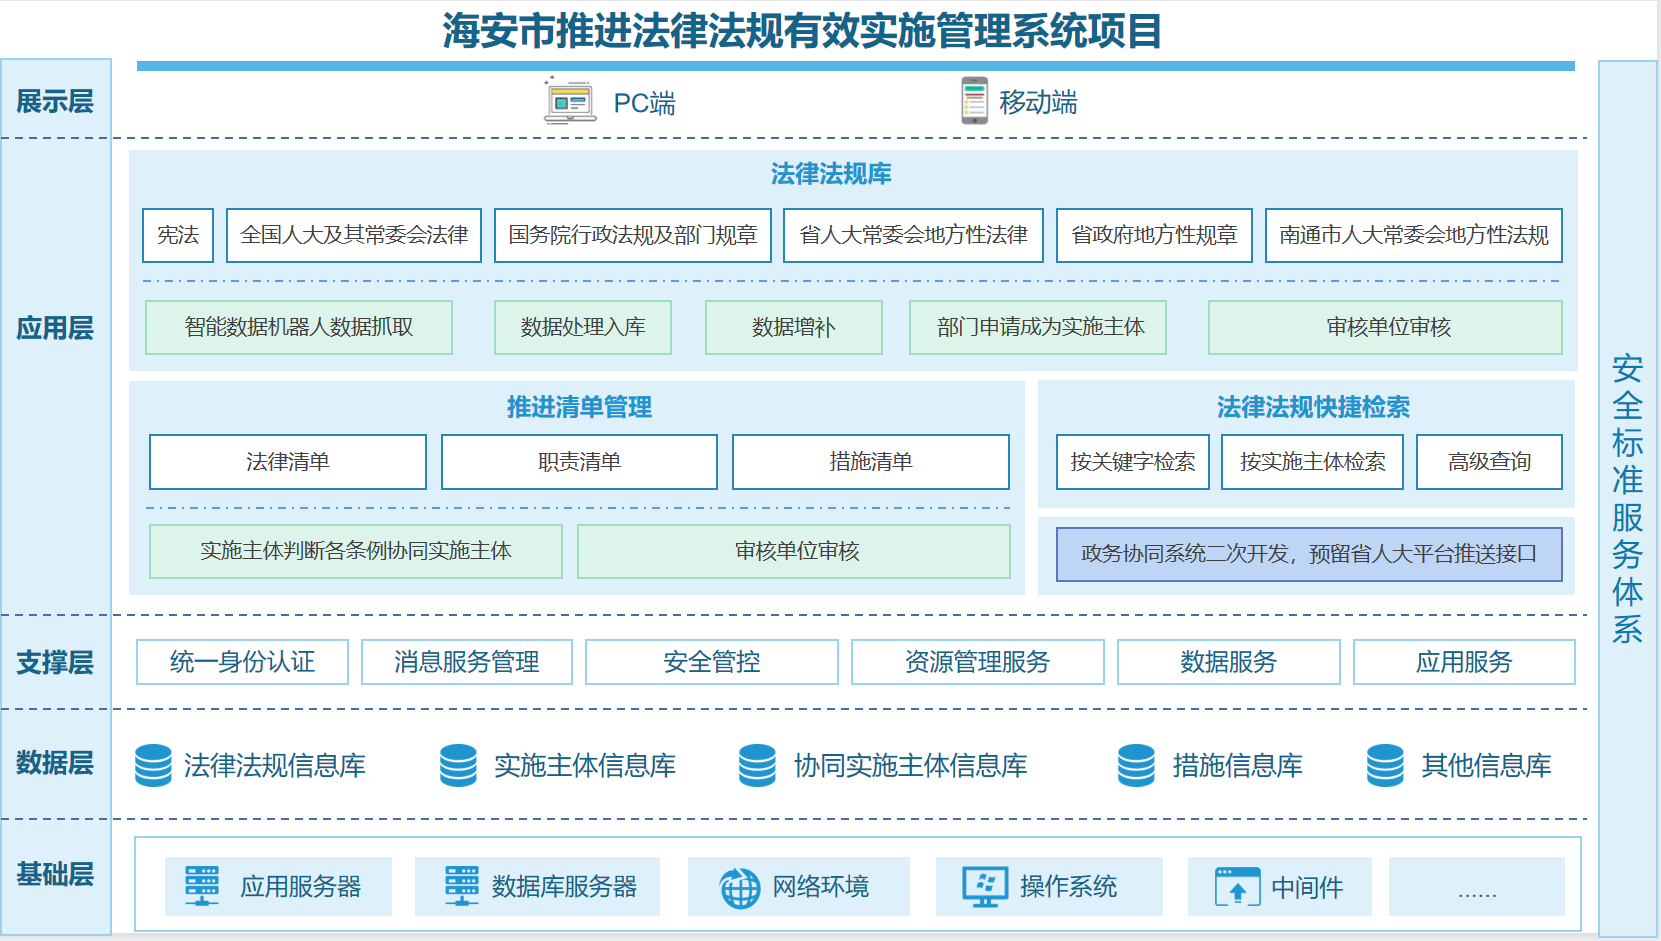 海安市推进法律法规有效实施管理系统项目
展示层
PC端
移动端
应用层
法律法规库
宪法
全国人大及其常委会法律
国务院行政法规及部门规章
省人大常委会地方性法律
省政府地方性规章
南通市人大常委会地方性法规
智能数据机器人数据抓取
数据处理入库
数据增补
部门申请成为实施主体
审核单位审核
推进清单管理
法律清单
职责清单
措施清单
实施主体判断各条例协同实施主体
审核单位审核
法律法规快捷检索
按关键字检索
按实施主体检索
高级查询
政务协同系统二次开发，预留省人大平台推送接口
支撑层
统一身份认证
消息服务管理
安全管控
资源管理服务
数据服务
应用服务
数据层
法律法规信息库
实施主体信息库
协同实施主体信息库
措施信息库
其他信息库
基础层
应用服务器
数据库服务器
网络环境
操作系统
中间件
......
安全标准服务体系